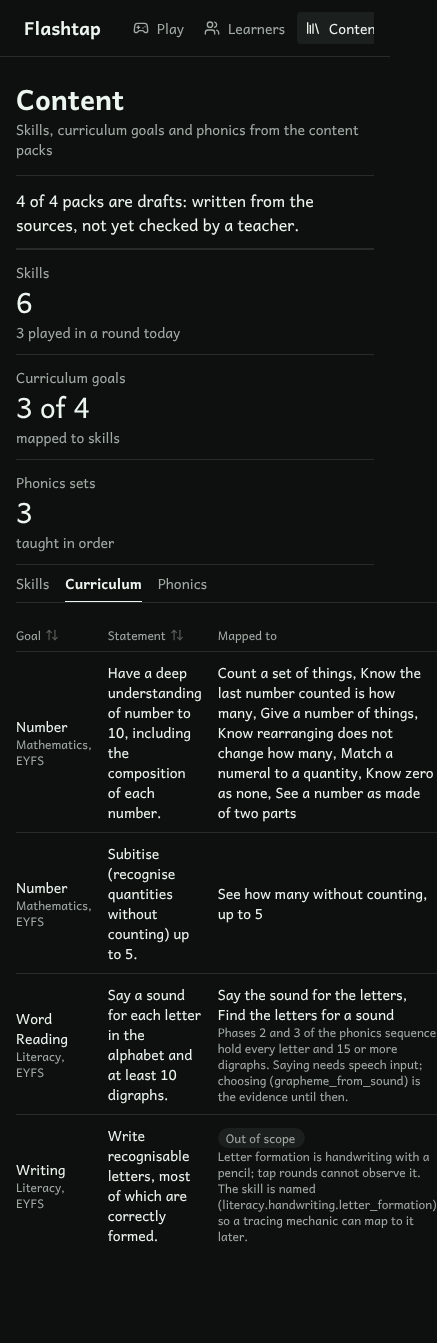 Flashtap Play Learners Conten
Content
Skills, curriculum goals and phonics from the content
packs
4 of 4 packs are drafts: written from the
sources, not yet checked by a teacher.
Skills
6
3 played in a round today
Curriculum goals
3 of 4
mapped to skills
Phonics sets
3
taught in order
Skills Curriculum Phonics
Goal Statement Mapped to
Number
Mathematics,
EYFS
Have a deep
understanding
of number to
10, including
the
composition
of each
number.
Count a set of things, Know the
last number counted is how
many, Give a number of things,
Know rearranging does not
change how many, Match a
numeral to a quantity, Know zero
as none, See a number as made
of two parts
Number
Mathematics,
EYFS
Subitise
(recognise
quantities
without
counting) up
to 5.
See how many without counting,
up to 5
Word
Reading
Literacy,
EYFS
Say a sound
for each letter
in the
alphabet and
at least 10
digraphs.
Say the sound for the letters,
Find the letters for a sound
Phases 2 and 3 of the phonics sequence
hold every letter and 15 or more
digraphs. Saying needs speech input;
choosing (grapheme_from_sound) is
the evidence until then.
Writing
Literacy,
EYFS
Write
recognisable
letters, most
of which are
correctly
formed.
Out of scope
Letter formation is handwriting with a
pencil; tap rounds cannot observe it.
The skill is named
(literacy.handwriting.letter_formation)
so a tracing mechanic can map to it
later.